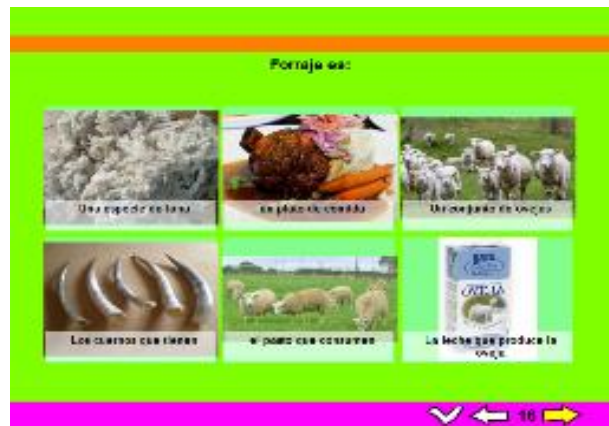 Forraje es:
Una especie de lana
un plato de comida
Un conjunto de ovejas
Los cuernos que tienen
el pasto que consumen
La leche que produce la
oveja.
OVEJA
16